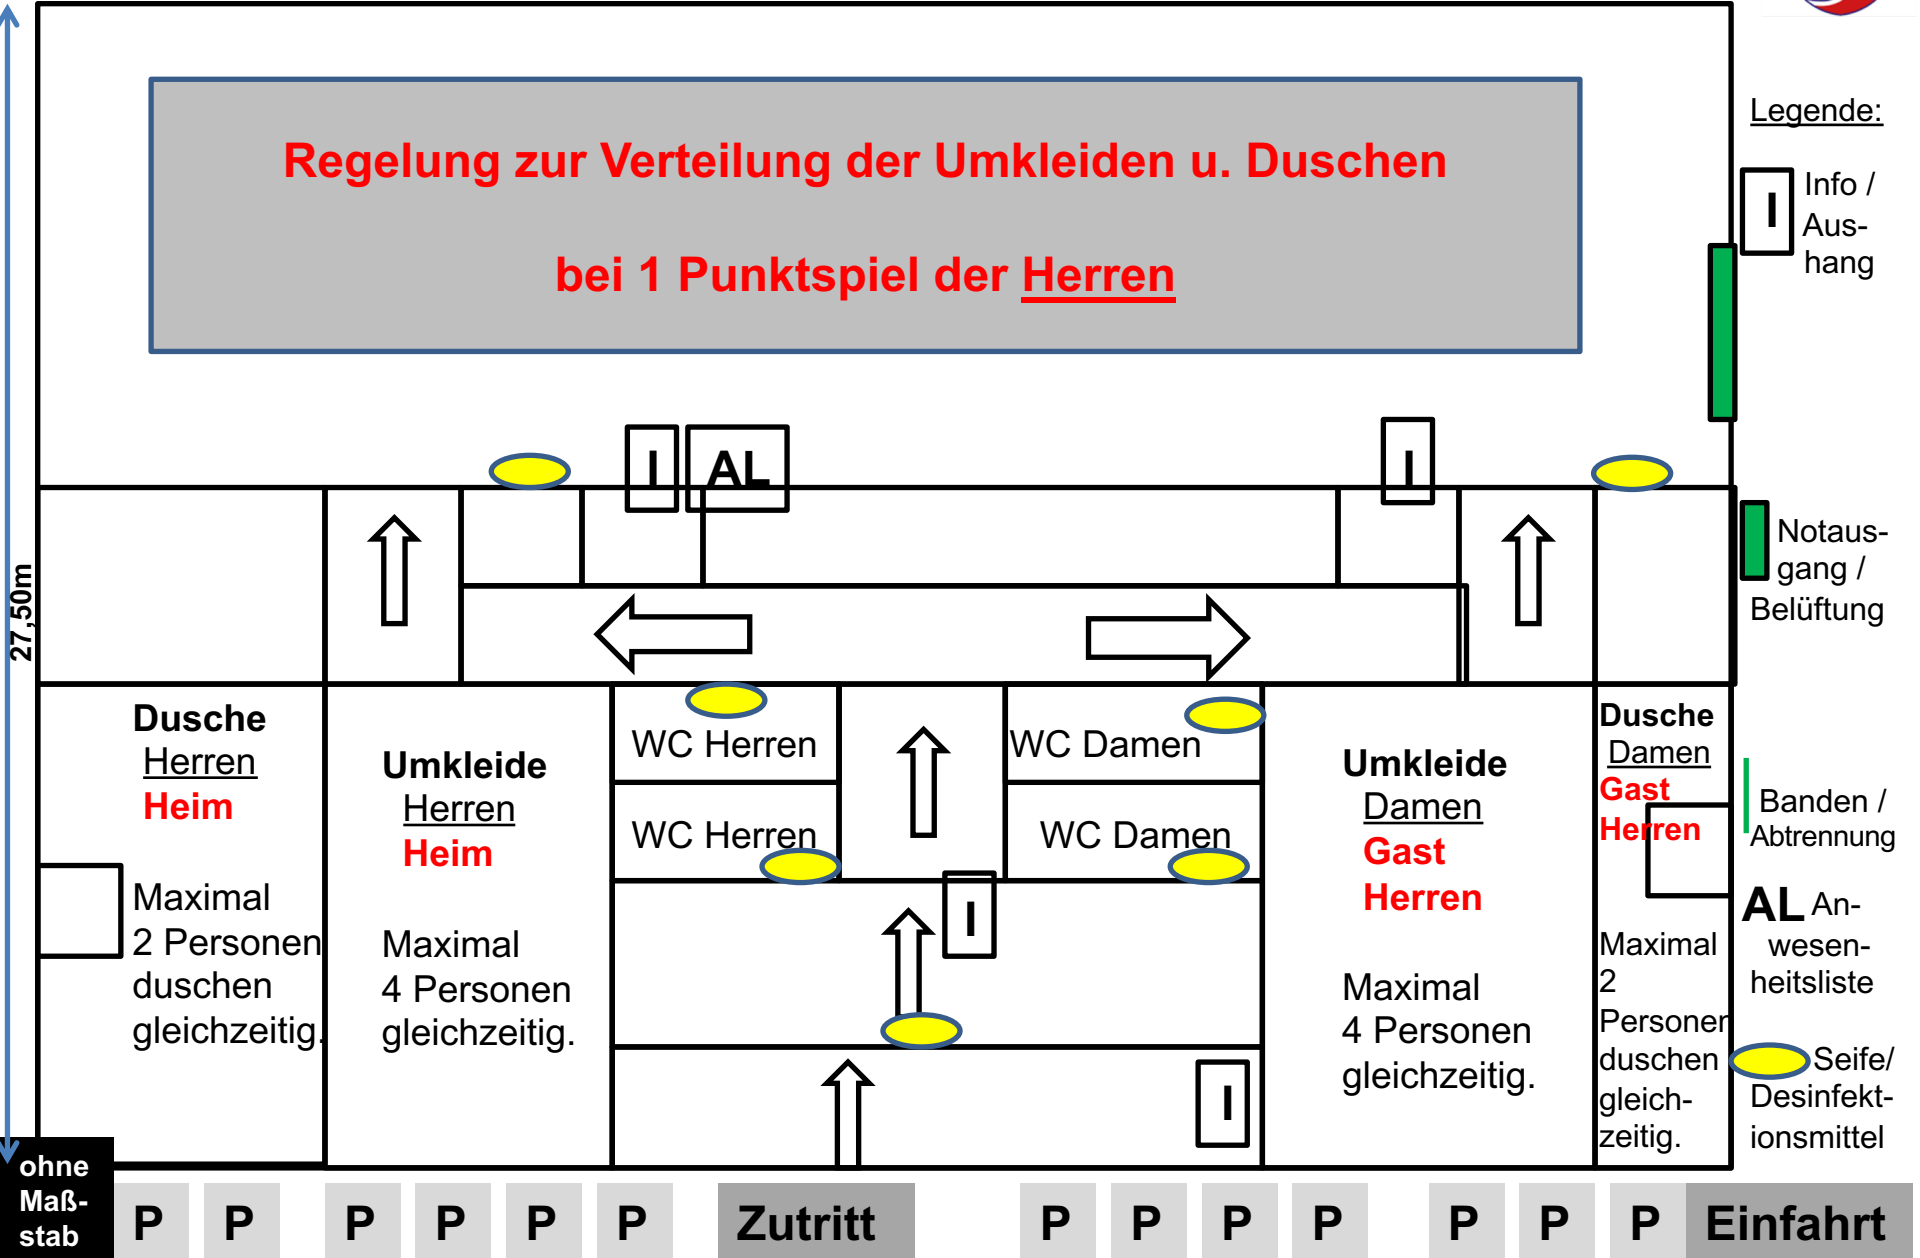 Regelung zur Verteilung der Umkleiden u. Duschen
bei 1 Punktspiel der Herren
Legende:
I
Info /
Aus-
hang
I
AL
I
27,50m
Notaus-
gang /
Belüftung
Dusche
Herren
Heim
Maximal
2 Personen
duschen
gleichzeitig.
Umkleide
Herren
Heim
Maximal
4 Personen
gleichzeitig.
WC Herren
WC Herren
WC Damen
WC Damen
I
I
Umkleide
Damen
Gast
Herren
Maximal
4 Personen
gleichzeitig.
Dusche
Damen
Gast
Herren
Maximal
2
Personen
duschen
gleich-
zeitig.
Banden /
Abtrennung
AL An-
wesen-
heitsliste
Seife/
Desinfekt-
ionsmittel
ohne
Maß-
stab
P P P P P P Zutritt P P P P P P P Einfahrt